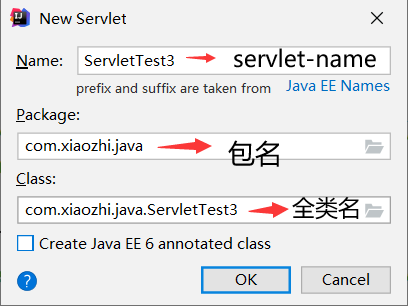 New Servlet
Name: ServletTest3 servlet-name
prefix and suffix are taken from Java EE Names
Package:
com.xiaozhi.java 包名
Class:
com.xiaozhi.java.ServletTest3 全类名
Create Java EE 6 annotated class
? OK Cancel